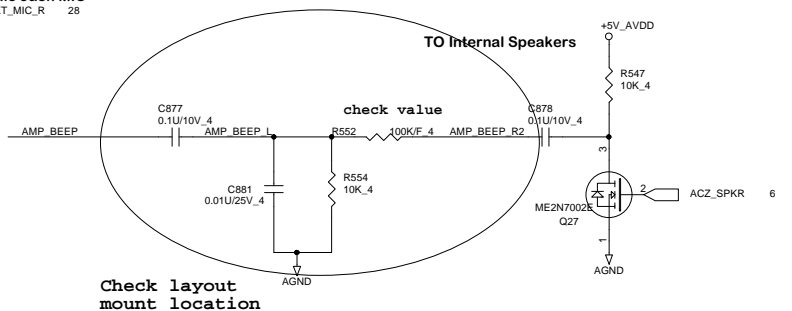 T_MIC_R 28
+5V_AVDD
TO Internal Speakers
R547
10K_4
C877
0.1U/10V_4
check value
C878
0.1U/10V_4
AMP_BEEP
AMP_BEEP_L
R552
100K/F_4
AMP_BEEP_R2
3
C881
0.01U/25V_4
R554
10K_4
ME2N7002E
Q27
2
ACZ_SPKR 6
1
AGND
AGND
Check layout
mount location